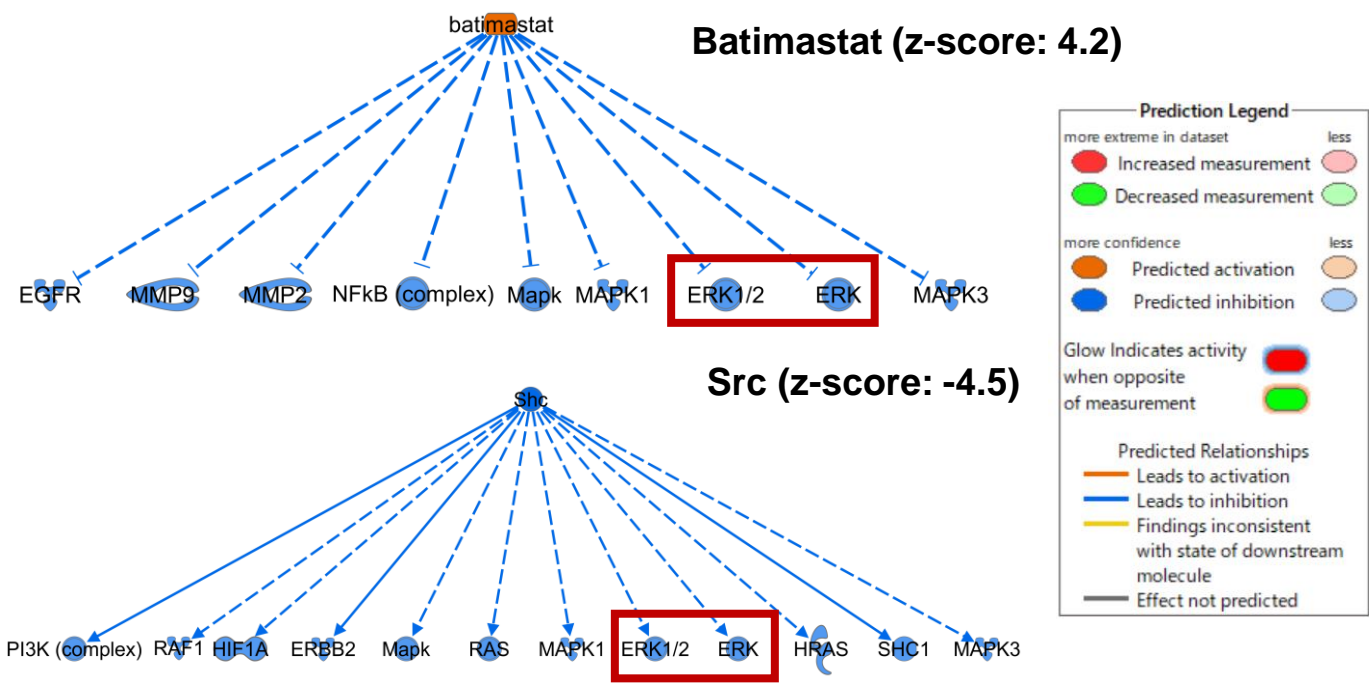 batimastat
Batimastat (z-score: 4.2)
EGFR MMP9 MMP2 NFkB (complex) Mapk MAPK1 ERK1/2 ERK MAPK3
Src (z-score: -4.5)
Shc
PI3K (complex) RAF1 HIF1A ERBB2 Mapk RAS MAPK1 ERK1/2 ERK HRAS SHC1 MAPK3
Prediction Legend
more extreme in dataset less
Increased measurement
Decreased measurement
more confidence less
Predicted activation
Predicted inhibition
Glow Indicates activity
when opposite
of measurement
Predicted Relationships
Leads to activation
Leads to inhibition
Findings inconsistent
with state of downstream
molecule
Effect not predicted